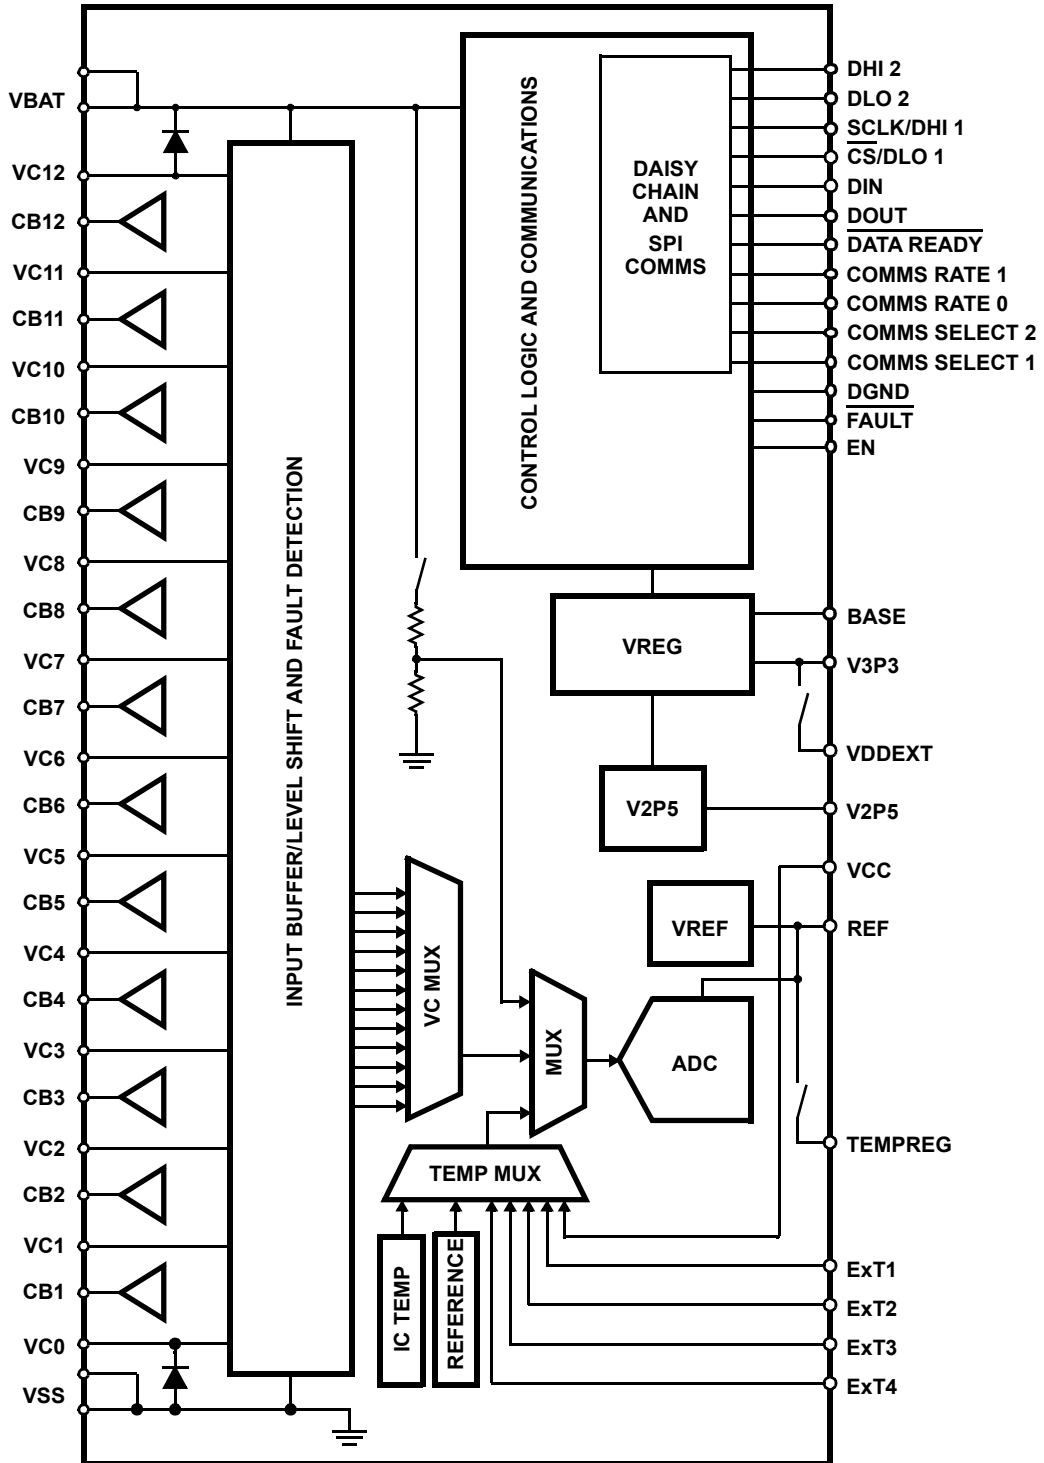 VBAT
VC12
CB12
VC11
CB11
VC10
CB10
VC9
CB9
VC8
CB8
VC7
CB7
VC6
CB6
VC5
CB5
VC4
CB4
VC3
CB3
VC2
CB2
VC1
CB1
VC0
VSS
INPUT BUFFER/LEVEL SHIFT AND FAULT DETECTION
CONTROL LOGIC AND COMMUNICATIONS
DAISY
CHAIN
AND
SPI
COMMS
VREG
V2P5
VREF
VC MUX
MUX
ADC
TEMP MUX
IC TEMP
REFERENCE
DHI 2
DLO 2
SCLK/DHI 1
CS/DLO 1
DIN
DOUT
DATA READY
COMMS RATE 1
COMMS RATE 0
COMMS SELECT 2
COMMS SELECT 1
DGND
FAULT
EN
BASE
V3P3
VDDEXT
V2P5
VCC
REF
TEMPREG
ExT1
ExT2
ExT3
ExT4